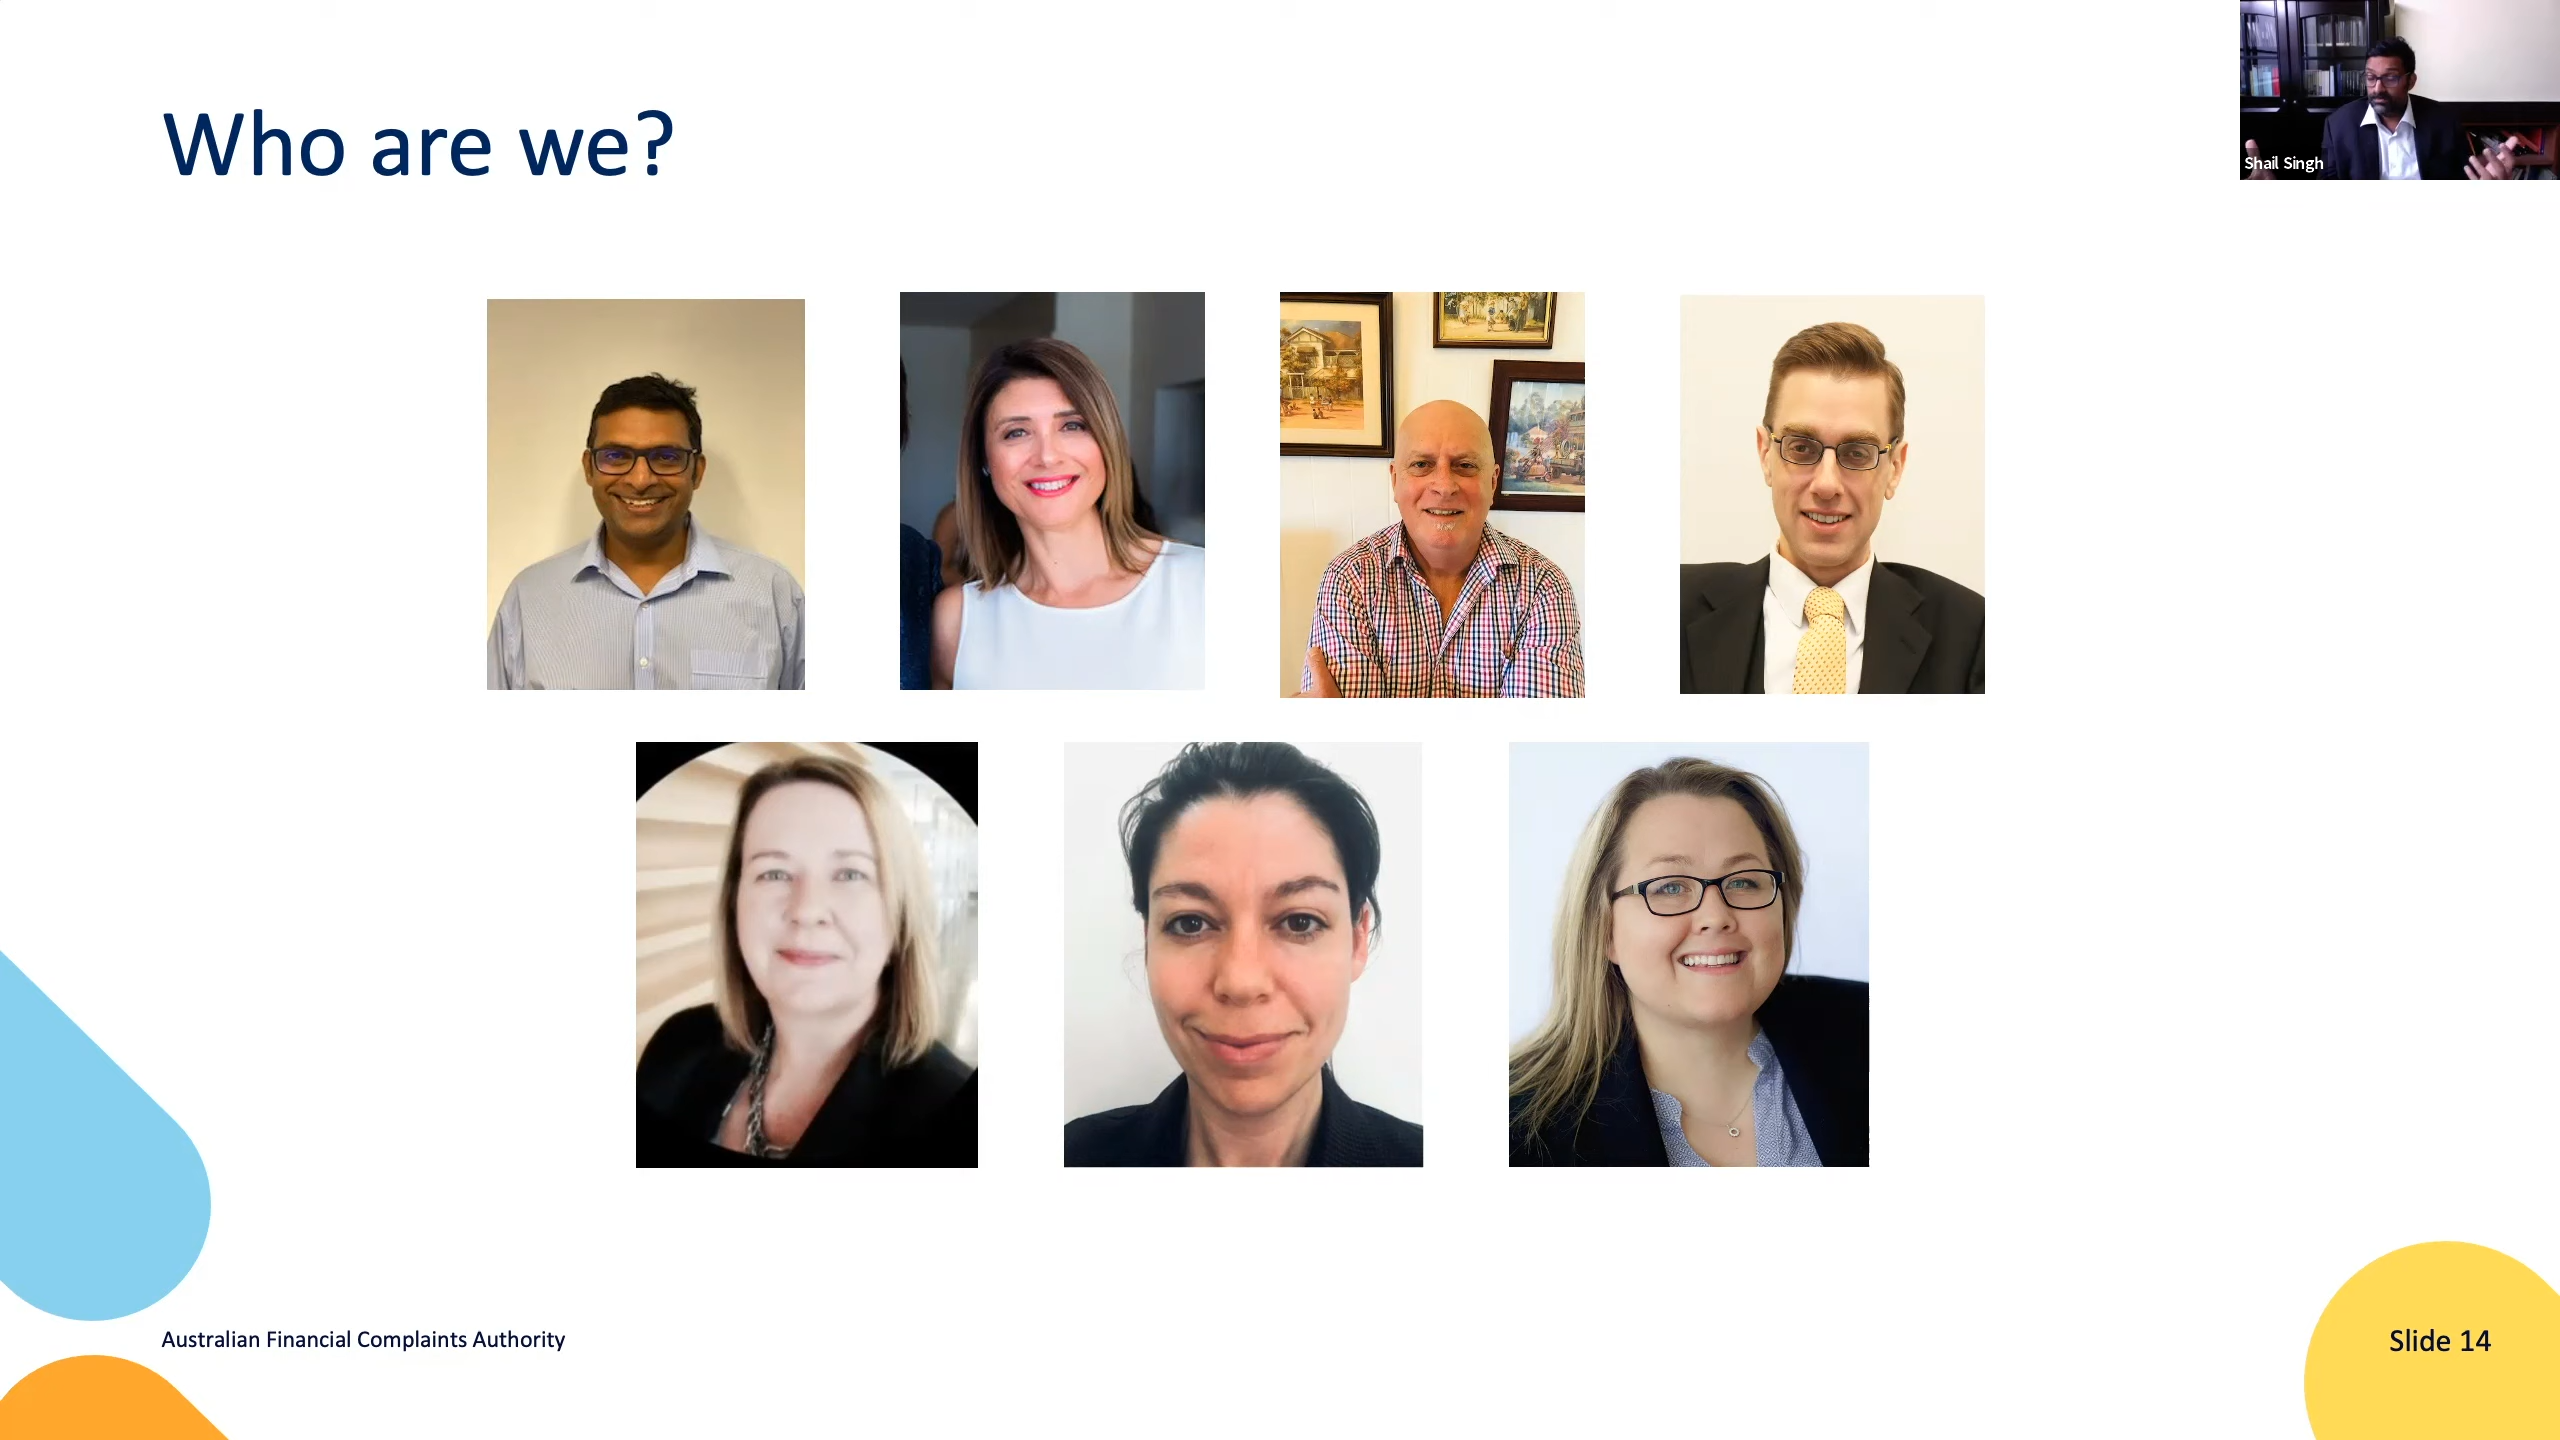 Who are we?
Shail Singh
Australian Financial Complaints Authority
Slide 14